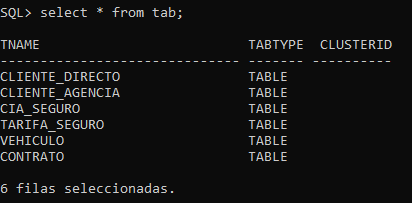 SQL> select * from tab;
TNAME                          TABTYPE  CLUSTERID
------------------------------ ------- ----------
CLIENTE_DIRECTO                TABLE
CLIENTE_AGENCIA                TABLE
CIA_SEGURO                     TABLE
TARIFA_SEGURO                  TABLE
VEHICULO                       TABLE
CONTRATO                       TABLE
6 filas seleccionadas.